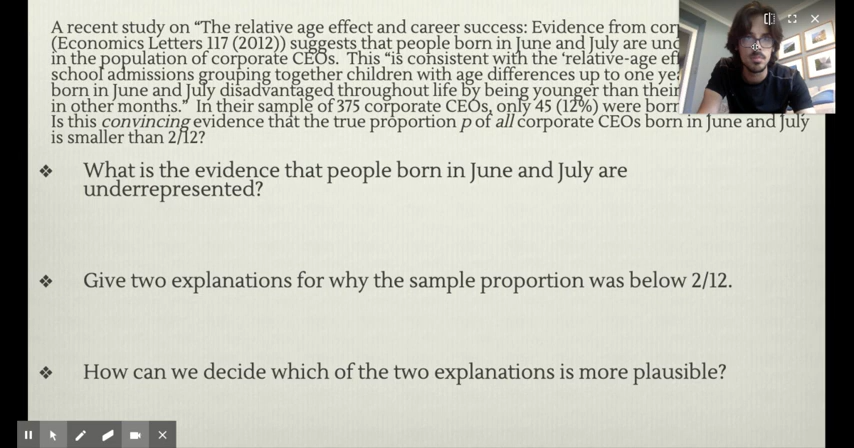 A recent study on “The relative age effect and career success: Evidence from
(Economics Letters 117 (2012)) suggests that people born in June and July are
in the population of corporate CEOs.  This “is consistent with the ‘relative-age
school admissions grouping together children with age differences up to one
born in June and July disadvantaged throughout life by being younger than
in other months.”  In their sample of 375 corporate CEOs, only 45 (12%) were
Is this convincing evidence that the true proportion p of all corporate CEOs born in June and July
is smaller than 2/12?
❖ What is the evidence that people born in June and July are
underrepresented?
❖ Give two explanations for why the sample proportion was below 2/12.
❖ How can we decide which of the two explanations is more plausible?